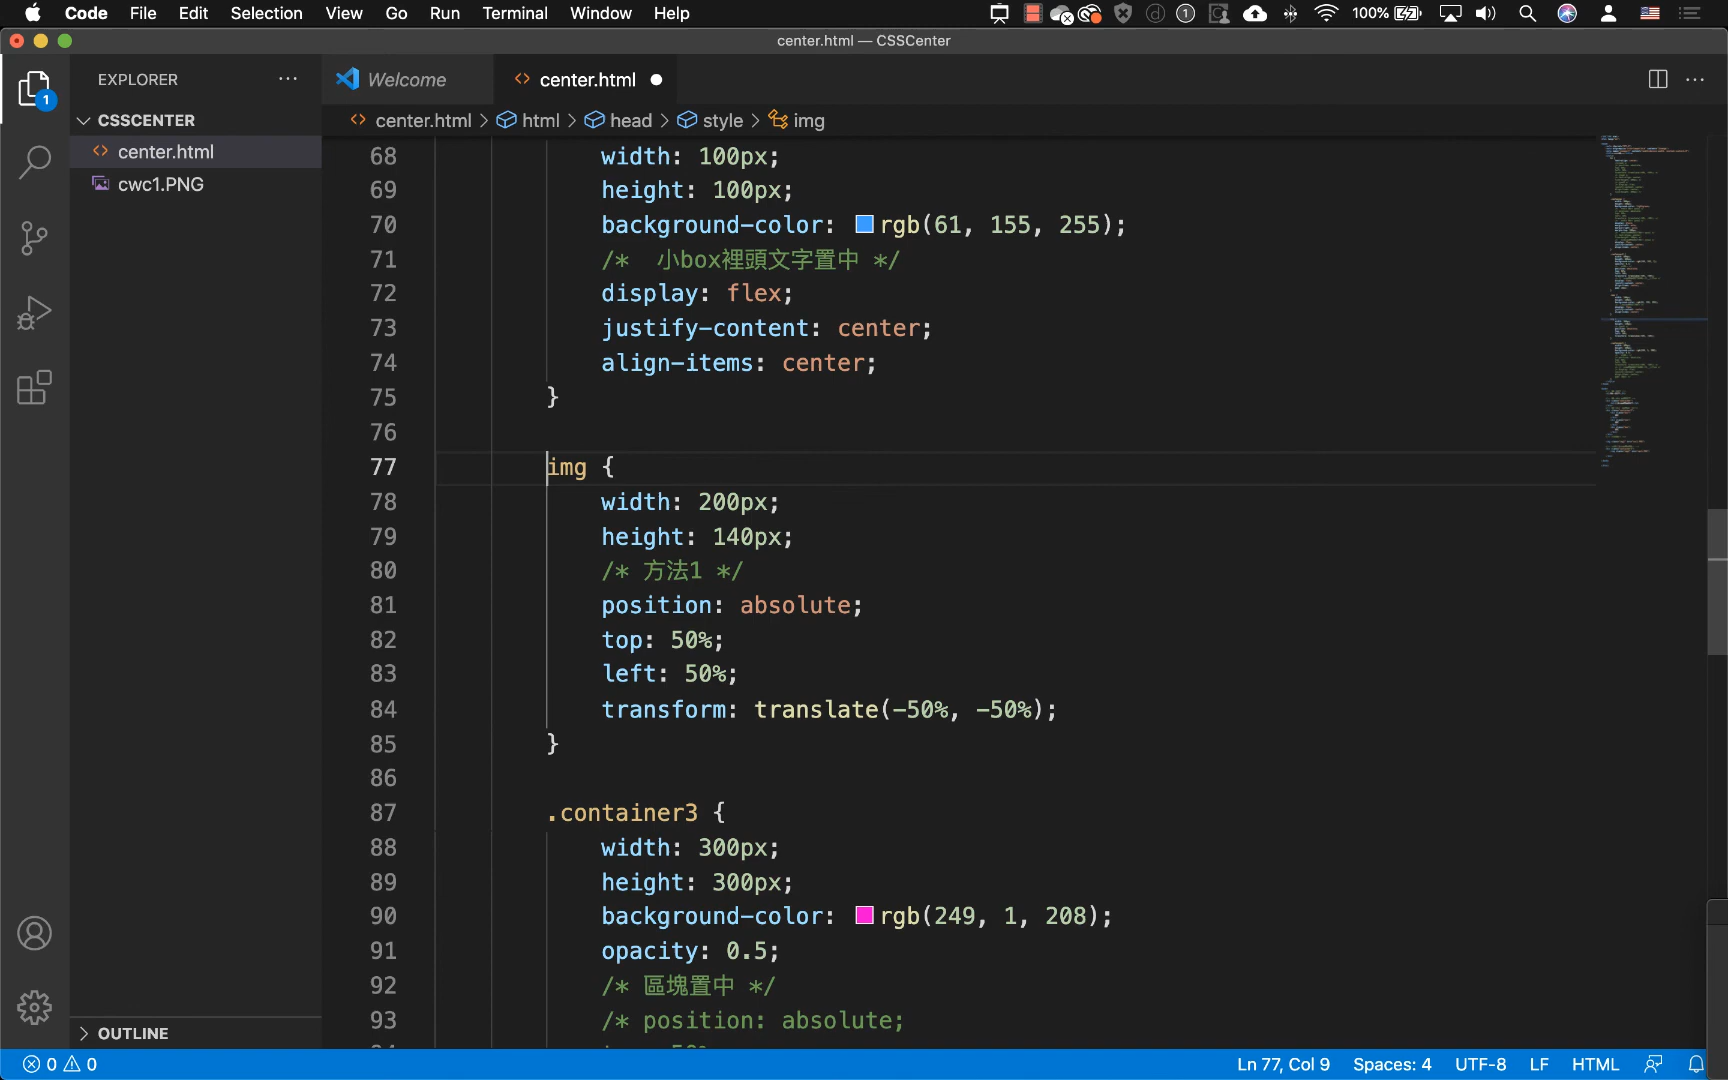 Code File Edit Selection View Go Run Terminal Window Help 100%
center.html — CSSCenter
EXPLORER
Welcome
center.html
1
CSSCENTER
center.html > html > head > style > img
center.html
cwc1.PNG
68 width: 100px;
69 height: 100px;
70 background-color: rgb(61, 155, 255);
71 /* 小box裡頭文字置中 */
72 display: flex;
73 justify-content: center;
74 align-items: center;
75 }
76
77 img {
78 width: 200px;
79 height: 140px;
80 /* 方法1 */
81 position: absolute;
82 top: 50%;
83 left: 50%;
84 transform: translate(-50%, -50%);
85 }
86
87 .container3 {
88 width: 300px;
89 height: 300px;
90 background-color: rgb(249, 1, 208);
91 opacity: 0.5;
92 /* 區塊置中 */
93 /* position: absolute;
OUTLINE
0 0 Ln 77, Col 9 Spaces: 4 UTF-8 LF HTML